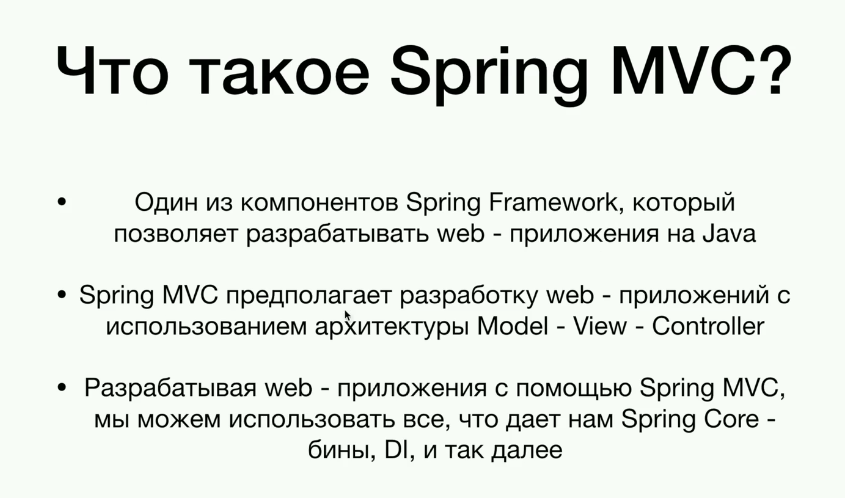 Что такое Spring MVC?
• Один из компонентов Spring Framework, который
позволяет разрабатывать web - приложения на Java
• Spring MVC предполагает разработку web - приложений с
использованием архитектуры Model - View - Controller
• Разрабатывая web - приложения с помощью Spring MVC,
мы можем использовать все, что дает нам Spring Core -
бины, DI, и так далее